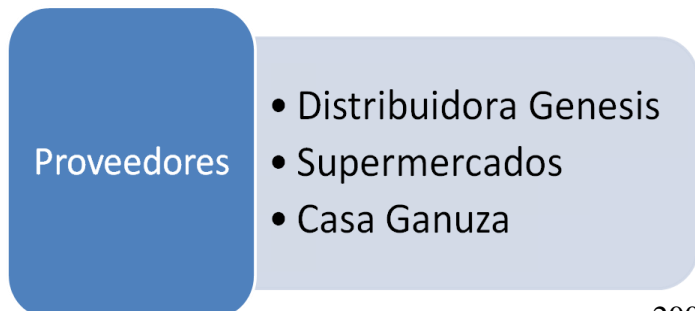 Proveedores
• Distribuidora Genesis
• Supermercados
• Casa Ganuza